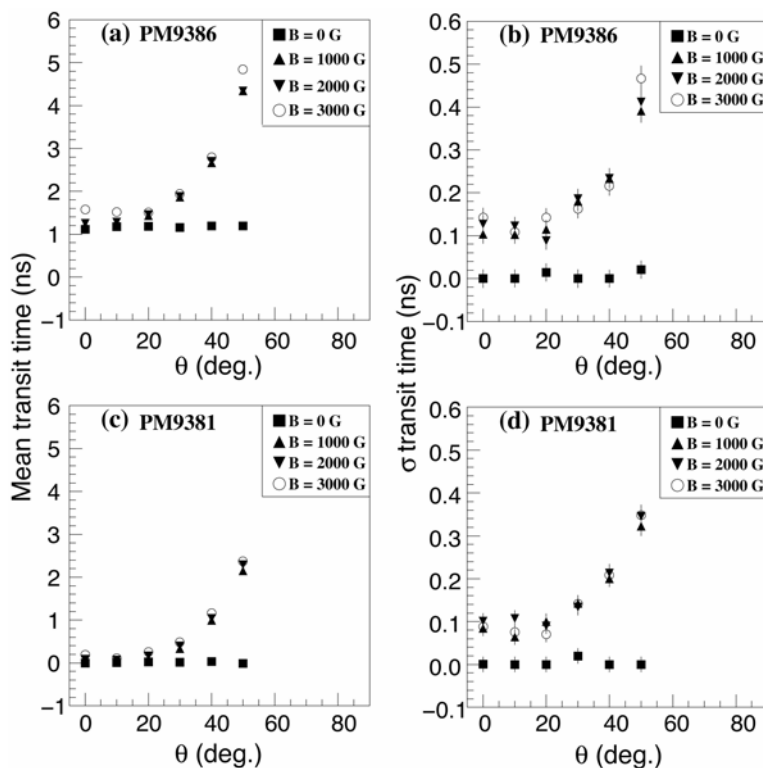 (a) PM9386
B = 0 G
B = 1000 G
B = 2000 G
B = 3000 G
6
5
4
3
2
1
0
−1
0 20 40 60 80
θ (deg.)
(b) PM9386
B = 0 G
B = 1000 G
B = 2000 G
B = 3000 G
0.6
0.5
0.4
0.3
0.2
0.1
0.0
−0.1
0 20 40 60 80
θ (deg.)
Mean transit time (ns)
σ transit time (ns)
(c) PM9381
B = 0 G
B = 1000 G
B = 2000 G
B = 3000 G
6
5
4
3
2
1
0
−1
0 20 40 60 80
θ (deg.)
(d) PM9381
B = 0 G
B = 1000 G
B = 2000 G
B = 3000 G
0.6
0.5
0.4
0.3
0.2
0.1
0.0
−0.1
0 20 40 60 80
θ (deg.)